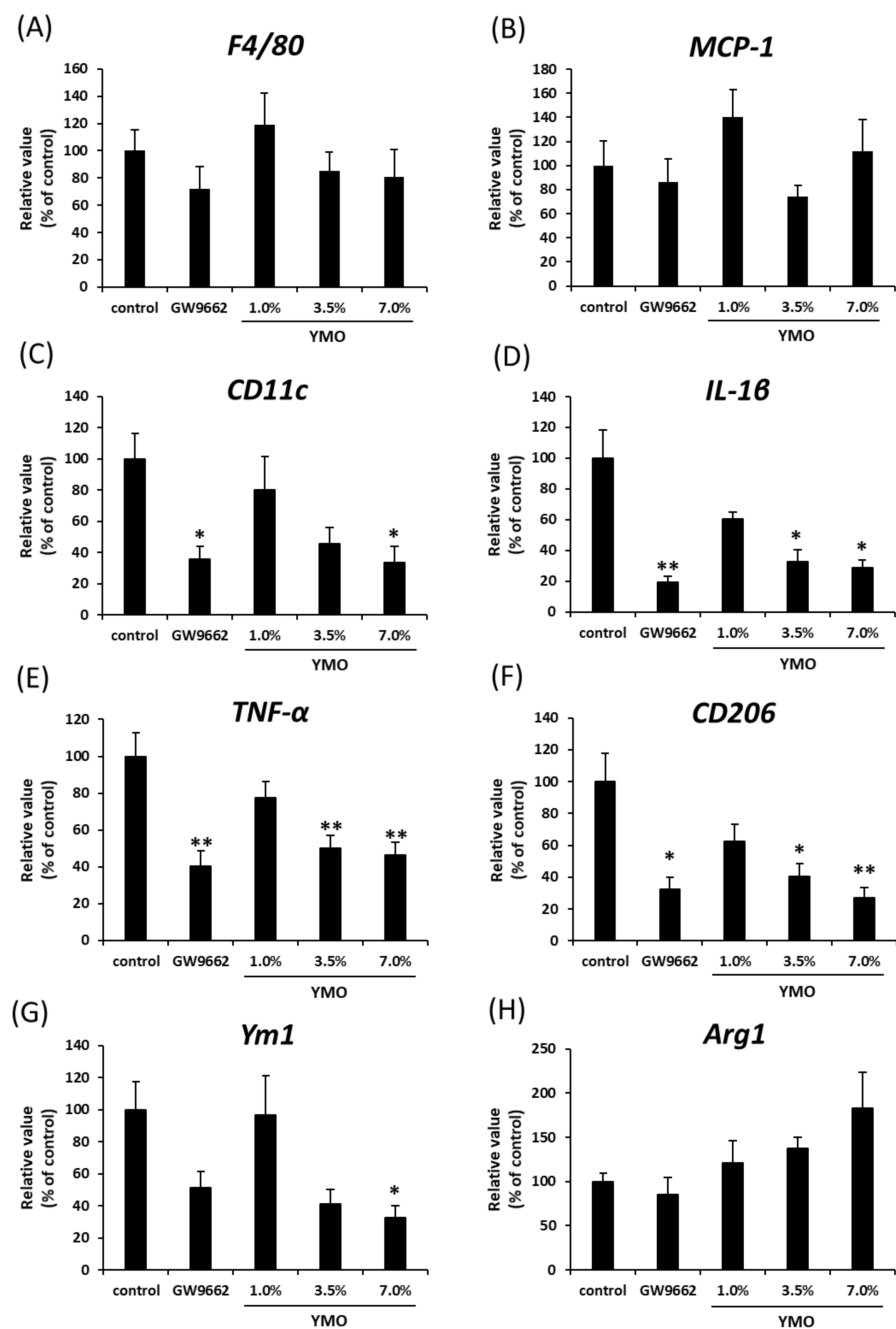 (A)
F4/80
Relative value
(% of control)
160
140
120
100
80
60
40
20
0
control GW9662 1.0% 3.5% 7.0%
YMO
(B)
MCP-1
Relative value
(% of control)
180
160
140
120
100
80
60
40
20
0
control GW9662 1.0% 3.5% 7.0%
YMO
(C)
CD11c
Relative value
(% of control)
140
120
100
80
60
40
20
0
* *
control GW9662 1.0% 3.5% 7.0%
YMO
(D)
IL-1β
Relative value
(% of control)
140
120
100
80
60
40
20
0
** * *
control GW9662 1.0% 3.5% 7.0%
YMO
(E)
TNF-α
Relative value
(% of control)
120
100
80
60
40
20
0
** ** **
control GW9662 1.0% 3.5% 7.0%
YMO
(F)
CD206
Relative value
(% of control)
140
120
100
80
60
40
20
0
* * **
control GW9662 1.0% 3.5% 7.0%
YMO
(G)
Ym1
Relative value
(% of control)
140
120
100
80
60
40
20
0
*
control GW9662 1.0% 3.5% 7.0%
YMO
(H)
Arg1
Relative value
(% of control)
250
200
150
100
50
0
control GW9662 1.0% 3.5% 7.0%
YMO